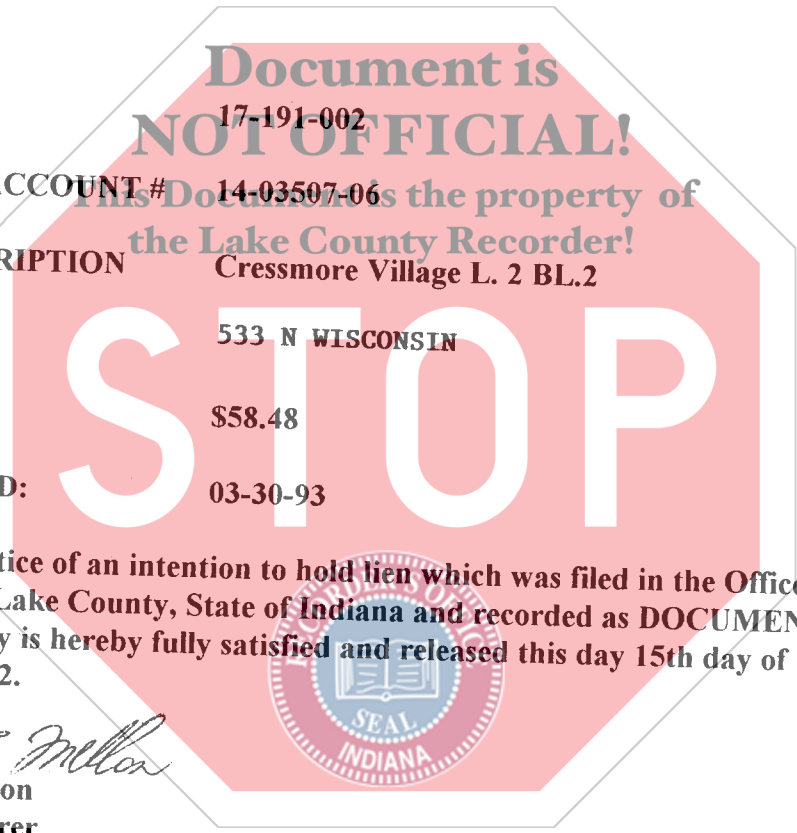 Document is
17-191-002
NOT OFFICIAL!
ACCOUNT # 14-03507-06
This Document is the property of
the Lake County Recorder!
RIPTION Cressmore Village L. 2 BL.2
533 N WISCONSIN
STOP
$58.48
D: 03-30-93
tice of an intention to hold lien which was filed in the Office
Lake County, State of Indiana and recorded as DOCUMEN
y is hereby fully satisfied and released this day 15th day of
2.
RECORDER'S OFFICE
SEAL
INDIANA
Mellon
on
rer